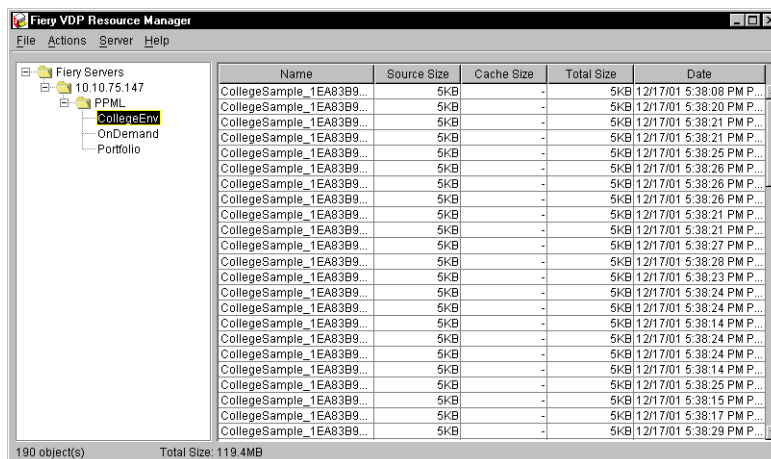 Fiery VDP Resource Manager
File Actions Server Help
Fiery Servers
10.10.75.147
PPML
CollegeEnv
OnDemand
Portfolio
Name Source Size Cache Size Total Size Date
CollegeSample_1EA83B9... 5KB - 5KB 12/17/01 5:38:08 PM P...
CollegeSample_1EA83B9... 5KB - 5KB 12/17/01 5:38:20 PM P...
CollegeSample_1EA83B9... 5KB - 5KB 12/17/01 5:38:21 PM P...
CollegeSample_1EA83B9... 5KB - 5KB 12/17/01 5:38:21 PM P...
CollegeSample_1EA83B9... 5KB - 5KB 12/17/01 5:38:25 PM P...
CollegeSample_1EA83B9... 5KB - 5KB 12/17/01 5:38:26 PM P...
CollegeSample_1EA83B9... 5KB - 5KB 12/17/01 5:38:26 PM P...
CollegeSample_1EA83B9... 5KB - 5KB 12/17/01 5:38:26 PM P...
CollegeSample_1EA83B9... 5KB - 5KB 12/17/01 5:38:21 PM P...
CollegeSample_1EA83B9... 5KB - 5KB 12/17/01 5:38:21 PM P...
CollegeSample_1EA83B9... 5KB - 5KB 12/17/01 5:38:27 PM P...
CollegeSample_1EA83B9... 5KB - 5KB 12/17/01 5:38:28 PM P...
CollegeSample_1EA83B9... 5KB - 5KB 12/17/01 5:38:23 PM P...
CollegeSample_1EA83B9... 5KB - 5KB 12/17/01 5:38:24 PM P...
CollegeSample_1EA83B9... 5KB - 5KB 12/17/01 5:38:24 PM P...
CollegeSample_1EA83B9... 5KB - 5KB 12/17/01 5:38:14 PM P...
CollegeSample_1EA83B9... 5KB - 5KB 12/17/01 5:38:24 PM P...
CollegeSample_1EA83B9... 5KB - 5KB 12/17/01 5:38:24 PM P...
CollegeSample_1EA83B9... 5KB - 5KB 12/17/01 5:38:14 PM P...
CollegeSample_1EA83B9... 5KB - 5KB 12/17/01 5:38:25 PM P...
CollegeSample_1EA83B9... 5KB - 5KB 12/17/01 5:38:15 PM P...
CollegeSample_1EA83B9... 5KB - 5KB 12/17/01 5:38:17 PM P...
CollegeSample_1EA83B9... 5KB - 5KB 12/17/01 5:38:29 PM P...
190 object(s) Total Size: 119.4MB